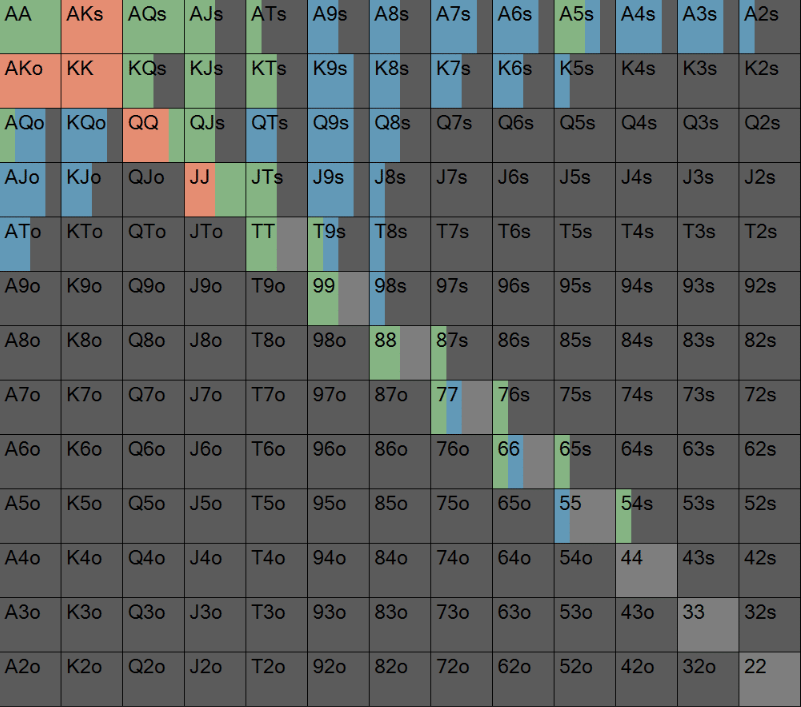 AA AKs AQs AJs ATs A9s A8s A7s A6s A5s A4s A3s A2s
AKo KK KQs KJs KTs K9s K8s K7s K6s K5s K4s K3s K2s
AQo KQo QQ QJs QTs Q9s Q8s Q7s Q6s Q5s Q4s Q3s Q2s
AJo KJo QJo JJ JTs J9s J8s J7s J6s J5s J4s J3s J2s
ATo KTo QTo JTo TT T9s T8s T7s T6s T5s T4s T3s T2s
A9o K9o Q9o J9o T9o 99 98s 97s 96s 95s 94s 93s 92s
A8o K8o Q8o J8o T8o 98o 88 87s 86s 85s 84s 83s 82s
A7o K7o Q7o J7o T7o 97o 87o 77 76s 75s 74s 73s 72s
A6o K6o Q6o J6o T6o 96o 86o 76o 66 65s 64s 63s 62s
A5o K5o Q5o J5o T5o 95o 85o 75o 65o 55 54s 53s 52s
A4o K4o Q4o J4o T4o 94o 84o 74o 64o 54o 44 43s 42s
A3o K3o Q3o J3o T3o 93o 83o 73o 63o 53o 43o 33 32s
A2o K2o Q2o J2o T2o 92o 82o 72o 62o 52o 42o 32o 22